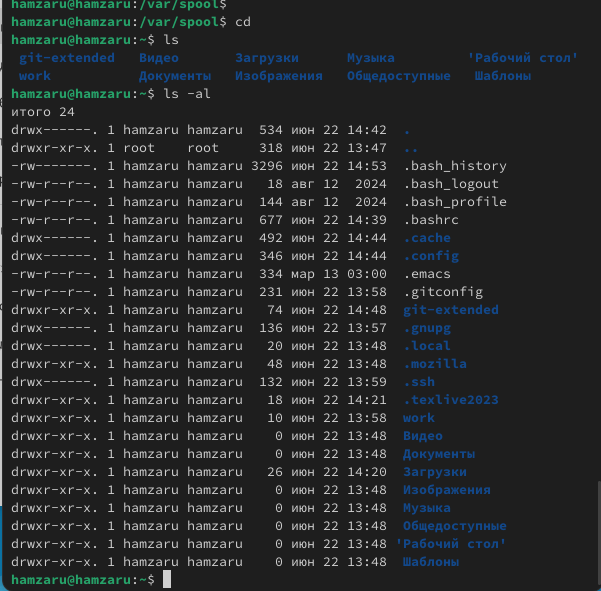 hamzaru@hamzaru:/var/spool$
hamzaru@hamzaru:/var/spool$ cd
hamzaru@hamzaru:~$ ls
git-extended Видео Загрузки Музыка 'Рабочий стол'
work Документы Изображения Общедоступные Шаблоны
hamzaru@hamzaru:~$ ls -al
итого 24
drwx------. 1 hamzaru hamzaru 534 июн 22 14:42 .
drwxr-xr-x. 1 root root 318 июн 22 13:47 ..
-rw-------. 1 hamzaru hamzaru 3296 июн 22 14:53 .bash_history
-rw-r--r--. 1 hamzaru hamzaru 18 авг 12 2024 .bash_logout
-rw-r--r--. 1 hamzaru hamzaru 144 авг 12 2024 .bash_profile
-rw-r--r--. 1 hamzaru hamzaru 677 июн 22 14:39 .bashrc
drwx------. 1 hamzaru hamzaru 492 июн 22 14:44 .cache
drwx------. 1 hamzaru hamzaru 346 июн 22 14:44 .config
-rw-r--r--. 1 hamzaru hamzaru 334 мар 13 03:00 .emacs
-rw-r--r--. 1 hamzaru hamzaru 231 июн 22 13:58 .gitconfig
drwxr-xr-x. 1 hamzaru hamzaru 74 июн 22 14:48 git-extended
drwx------. 1 hamzaru hamzaru 136 июн 22 13:57 .gnupg
drwx------. 1 hamzaru hamzaru 20 июн 22 13:48 .local
drwxr-xr-x. 1 hamzaru hamzaru 48 июн 22 13:48 .mozilla
drwx------. 1 hamzaru hamzaru 132 июн 22 13:59 .ssh
drwxr-xr-x. 1 hamzaru hamzaru 18 июн 22 14:21 .texlive2023
drwxr-xr-x. 1 hamzaru hamzaru 10 июн 22 13:58 work
drwxr-xr-x. 1 hamzaru hamzaru 0 июн 22 13:48 Видео
drwxr-xr-x. 1 hamzaru hamzaru 0 июн 22 13:48 Документы
drwxr-xr-x. 1 hamzaru hamzaru 26 июн 22 14:20 Загрузки
drwxr-xr-x. 1 hamzaru hamzaru 0 июн 22 13:48 Изображения
drwxr-xr-x. 1 hamzaru hamzaru 0 июн 22 13:48 Музыка
drwxr-xr-x. 1 hamzaru hamzaru 0 июн 22 13:48 Общедоступные
drwxr-xr-x. 1 hamzaru hamzaru 0 июн 22 13:48 'Рабочий стол'
drwxr-xr-x. 1 hamzaru hamzaru 0 июн 22 13:48 Шаблоны
hamzaru@hamzaru:~$